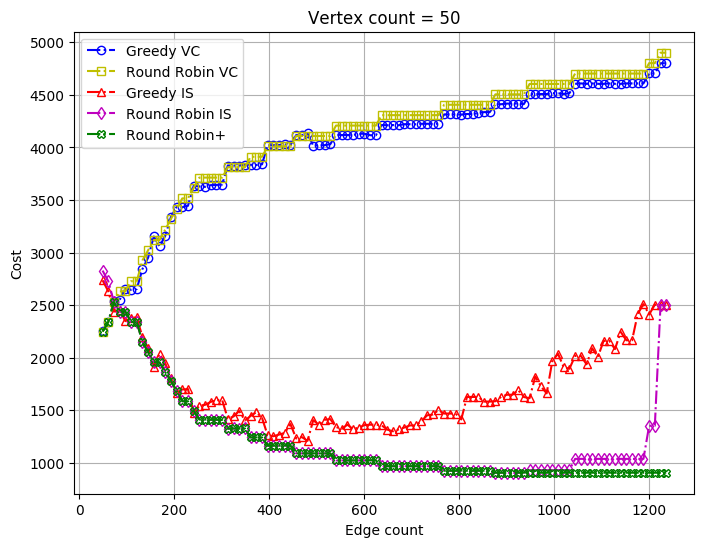 Vertex count = 50
Greedy VC
Round Robin VC
Greedy IS
Round Robin IS
Round Robin+
5000
4500
4000
3500
3000
2500
2000
1500
1000
Cost
0 200 400 600 800 1000 1200
Edge count